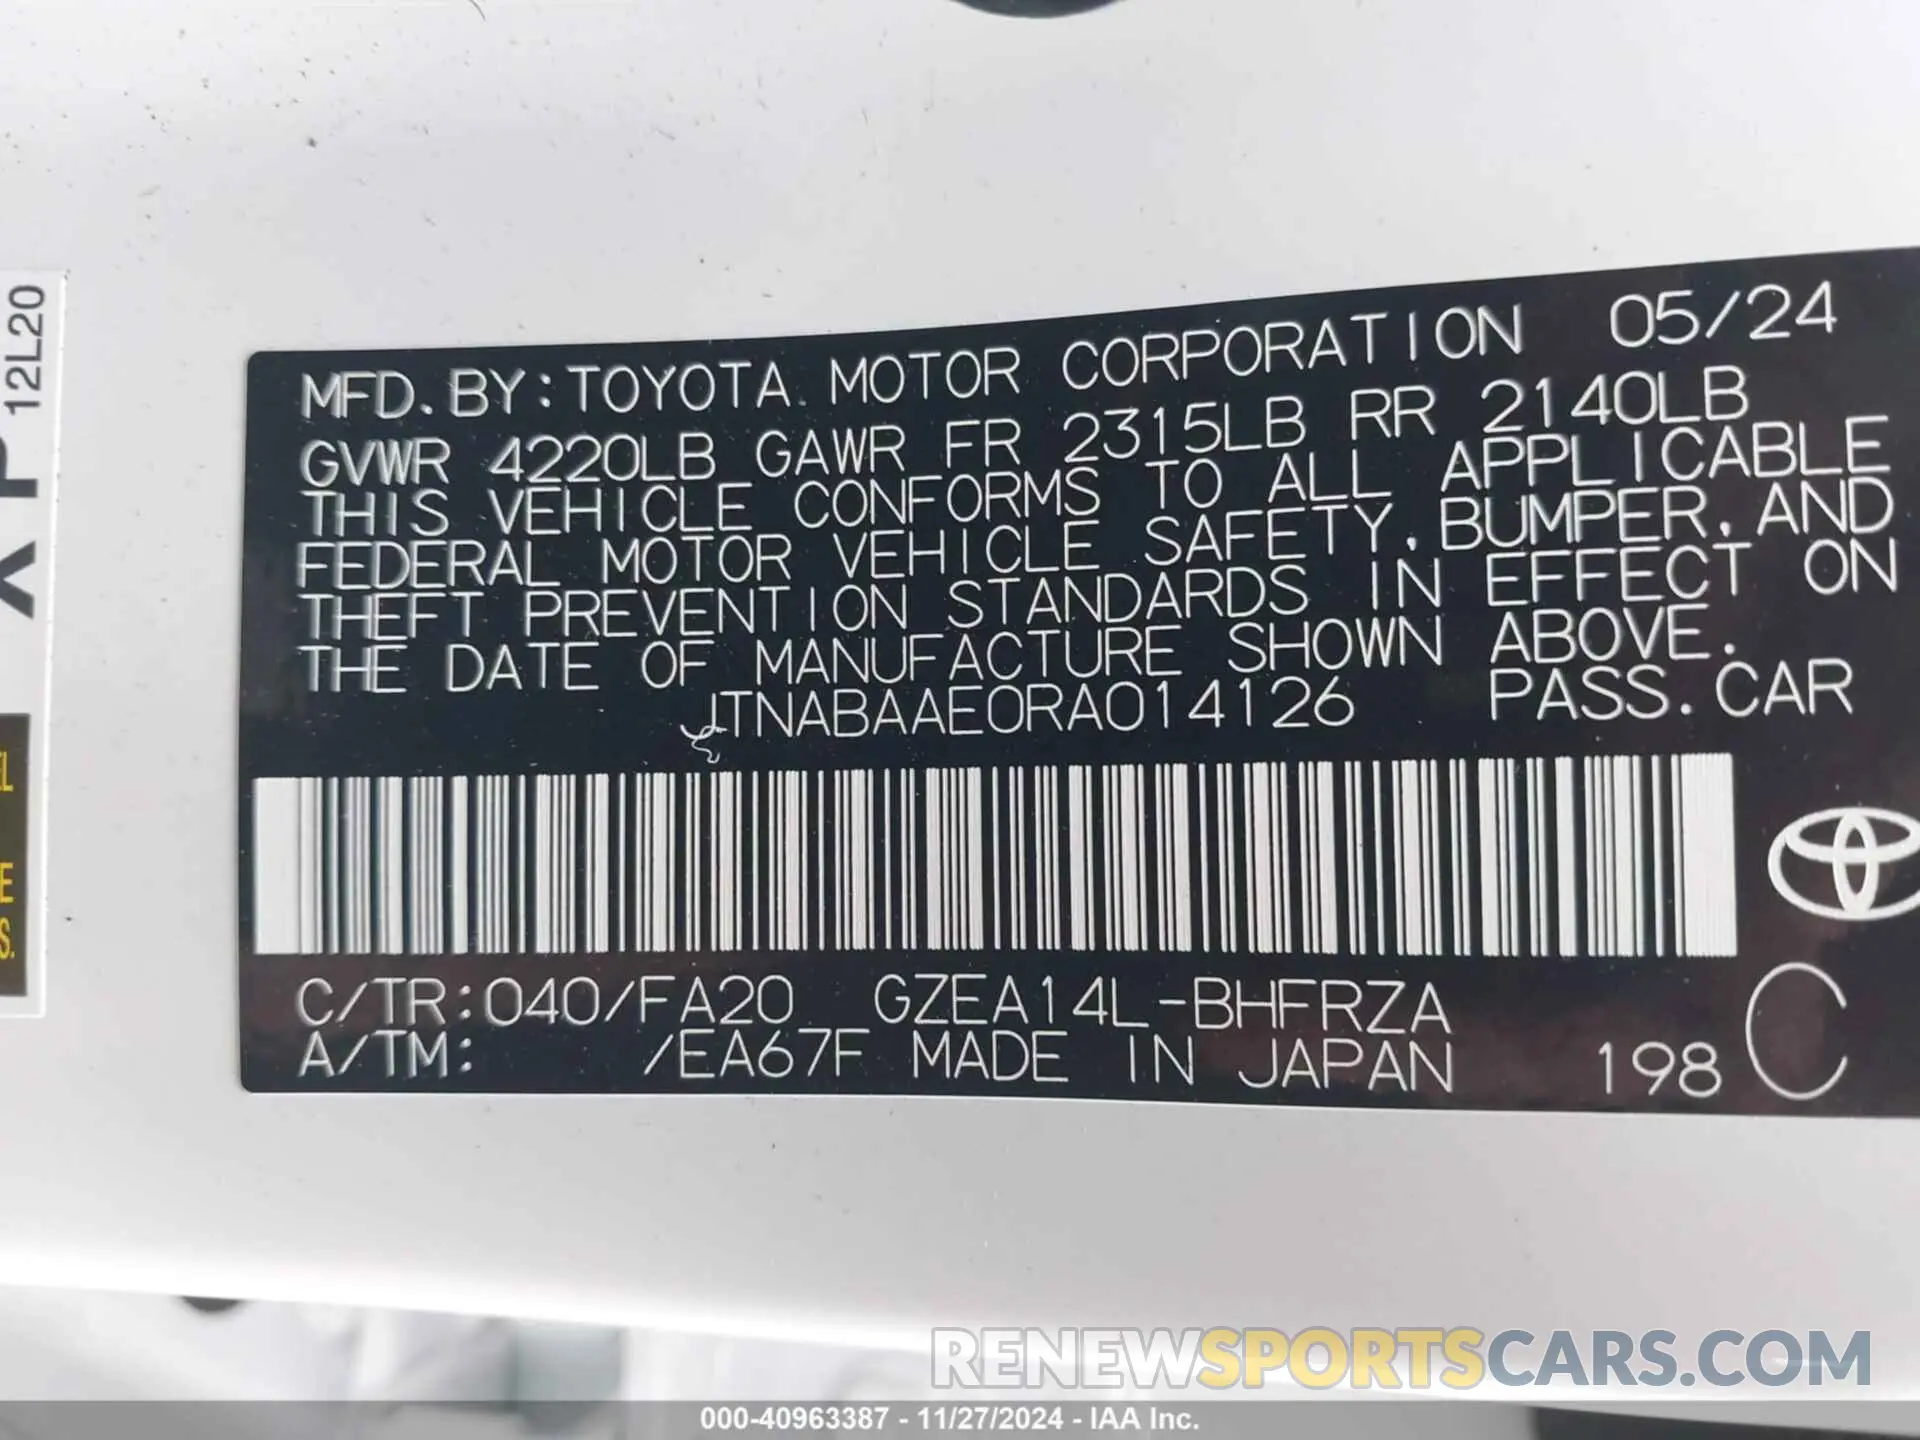 12L20
XP
EL
E
S.
MFD. BY: TOYOTA MOTOR CORPORATION 05/24
GVWR 4220LB GAWR FR 2315LB RR 2140LB
THIS VEHICLE CONFORMS TO ALL APPLICABLE
FEDERAL MOTOR VEHICLE SAFETY, BUMPER, AND
THEFT PREVENTION STANDARDS IN EFFECT ON
THE DATE OF MANUFACTURE SHOWN ABOVE.
JTNABAAE0RA014126 PASS. CAR
C/TR:040/FA20 GZEA14L-BHFRZA
A/TM: /EA67F MADE IN JAPAN 198 C
RENEWSPORTSCARS.COM
000-40963387 - 11/27/2024 - IAA Inc.